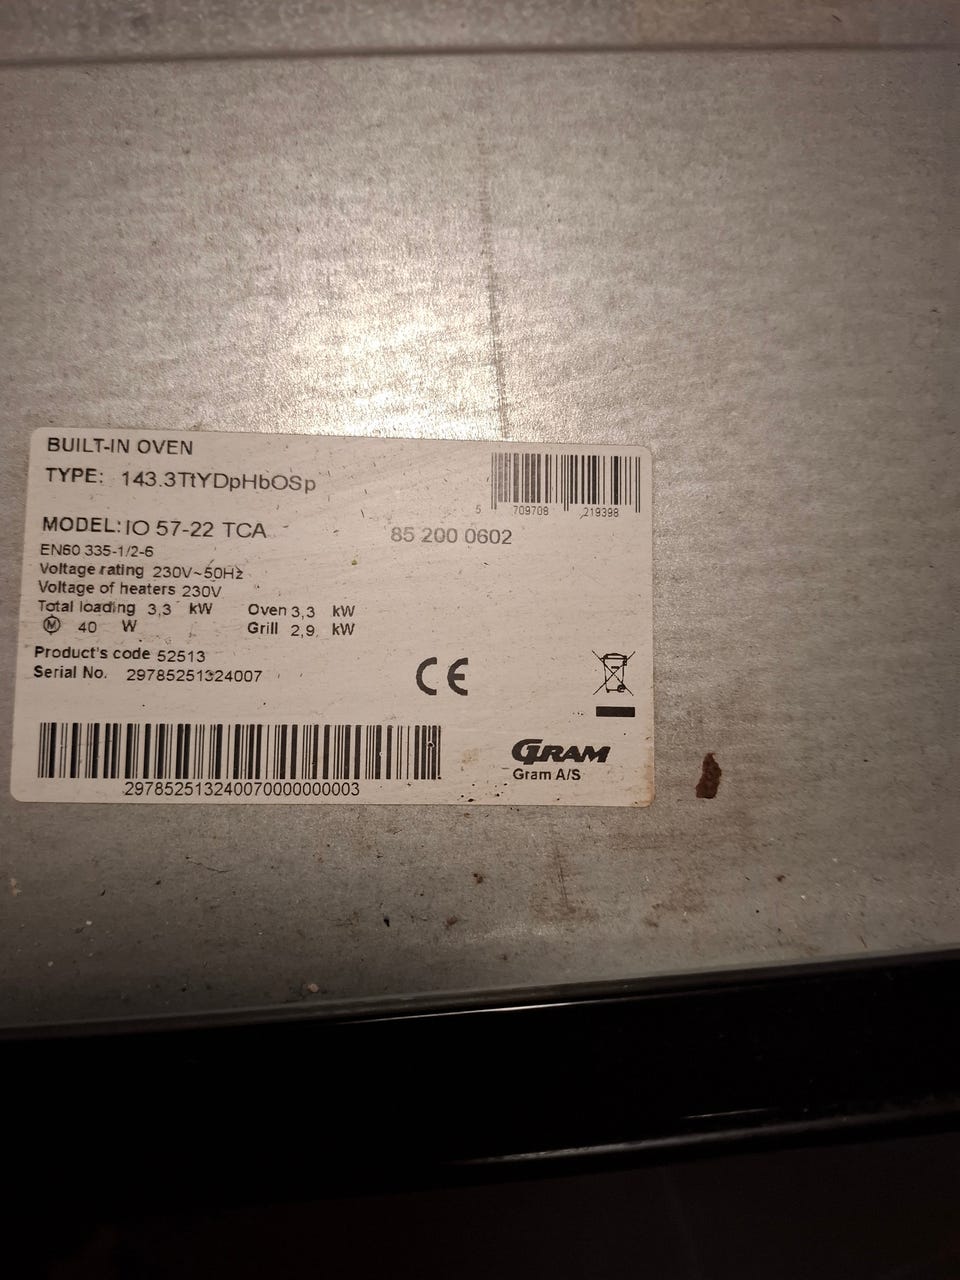 BUILT-IN OVEN
TYPE: 143.3TtYDpHbOSp
5 709708 219398
MODEL: IO 57-22 TCA
85 200 0602
EN60 335-1/2-6
Voltage rating 230V~50Hz
Voltage of heaters 230V
Total loading 3,3 kW Oven 3,3 kW
M 40 W Grill 2,9 kW
Product's code 52513
Serial No. 29785251324007
CE
GRAM
Gram A/S
297852513240070000000003